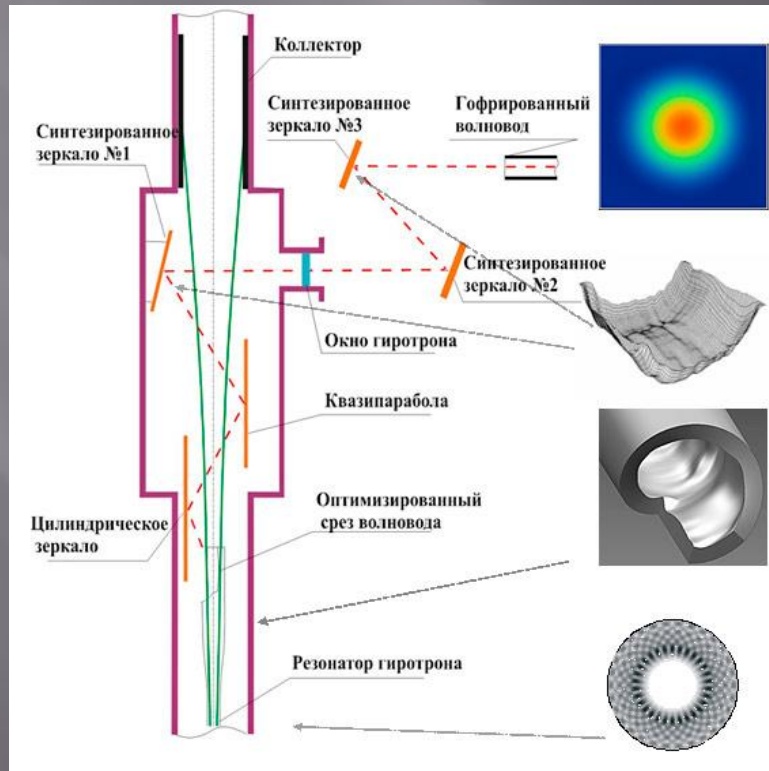 Коллектор
Синтезированное
зеркало №3
Гофрированный
волновод
Синтезированное
зеркало №1
Синтезированное
зеркало №2
Окно гиротрона
Квазипарабола
Оптимизированный
срез волновода
Цилиндрическое
зеркало
Резонатор гиротрона